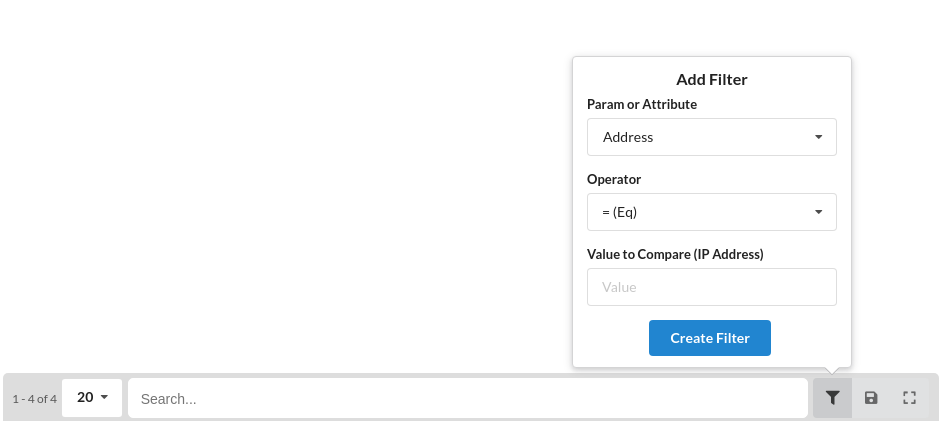 Add Filter
Param or Attribute
Address
Operator
= (Eq)
Value to Compare (IP Address)
Value
Create Filter
1 - 4 of 4
20
Search...